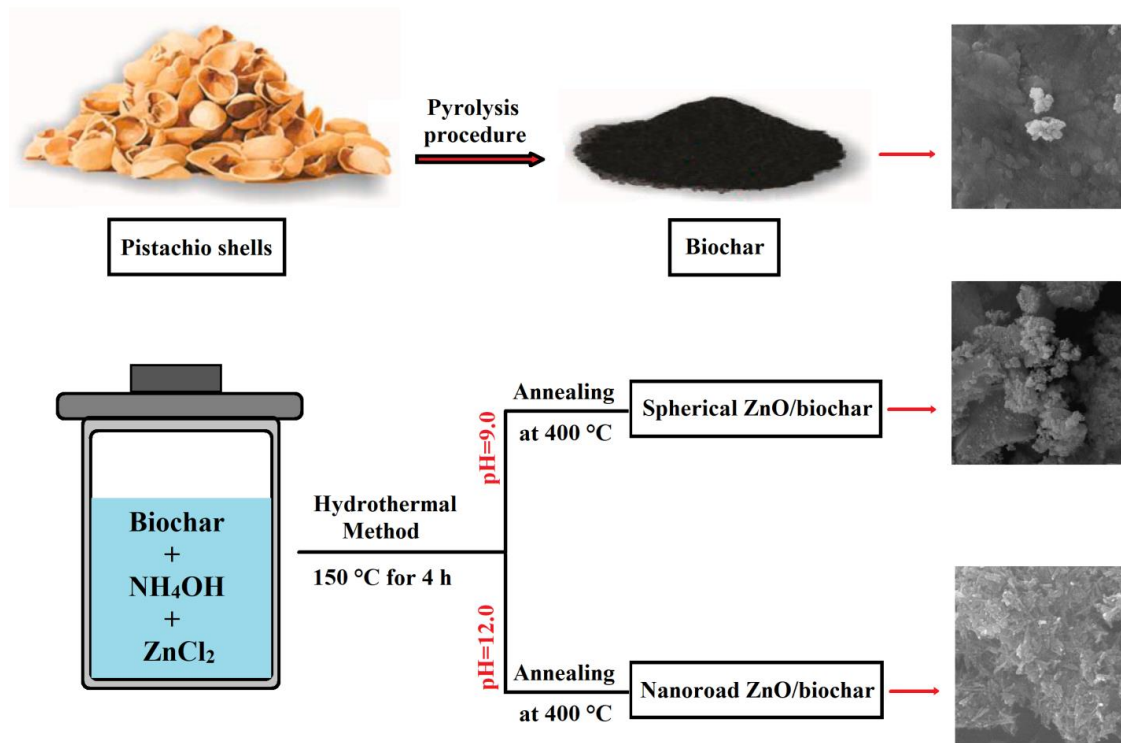 Pyrolysis
procedure
Pistachio shells
Biochar
Biochar
+
NH₄OH
+
ZnCl₂
Hydrothermal
Method
150 °C for 4 h
pH=9.0
Annealing
at 400 °C
Spherical ZnO/biochar
pH=12.0
Annealing
at 400 °C
Nanoroad ZnO/biochar